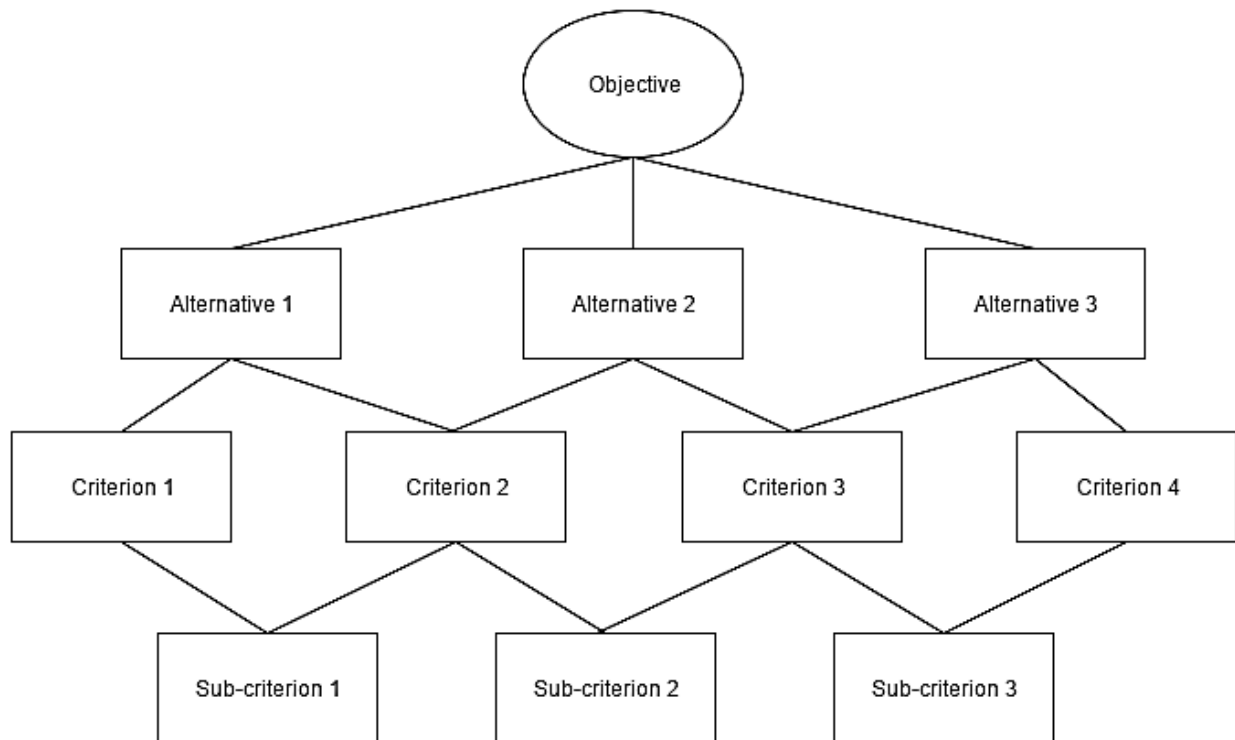 Objective
Alternative 1
Alternative 2
Alternative 3
Criterion 1
Criterion 2
Criterion 3
Criterion 4
Sub-criterion 1
Sub-criterion 2
Sub-criterion 3